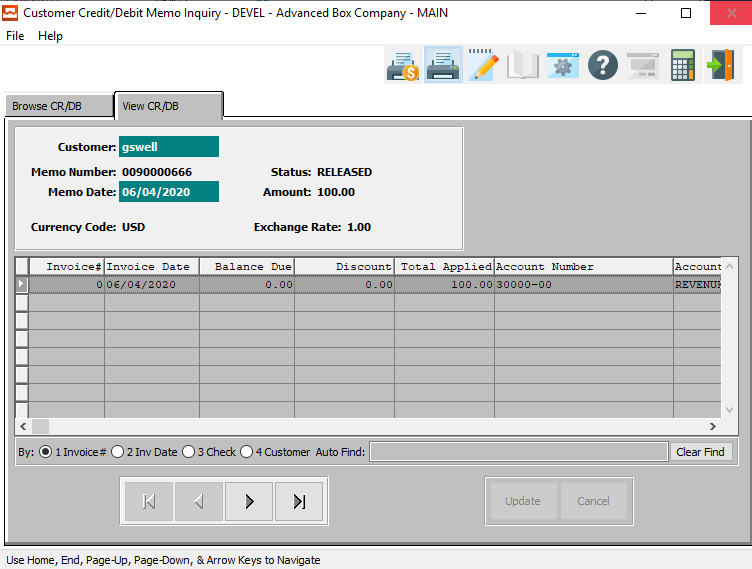 Customer Credit/Debit Memo Inquiry - DEVEL - Advanced Box Company - MAIN
File Help
Browse CR/DB View CR/DB
Customer: gswell
Memo Number: 0090000666 Status: RELEASED
Memo Date: 06/04/2020 Amount: 100.00
Currency Code: USD Exchange Rate: 1.00
Invoice# Invoice Date Balance Due Discount Total Applied Account Number Account
0 06/04/2020 0.00 0.00 100.00 30000-00
By: 1 Invoice# 2 Inv Date 3 Check 4 Customer Auto Find: Clear Find
Update Cancel
Use Home, End, Page-Up, Page-Down, & Arrow Keys to Navigate